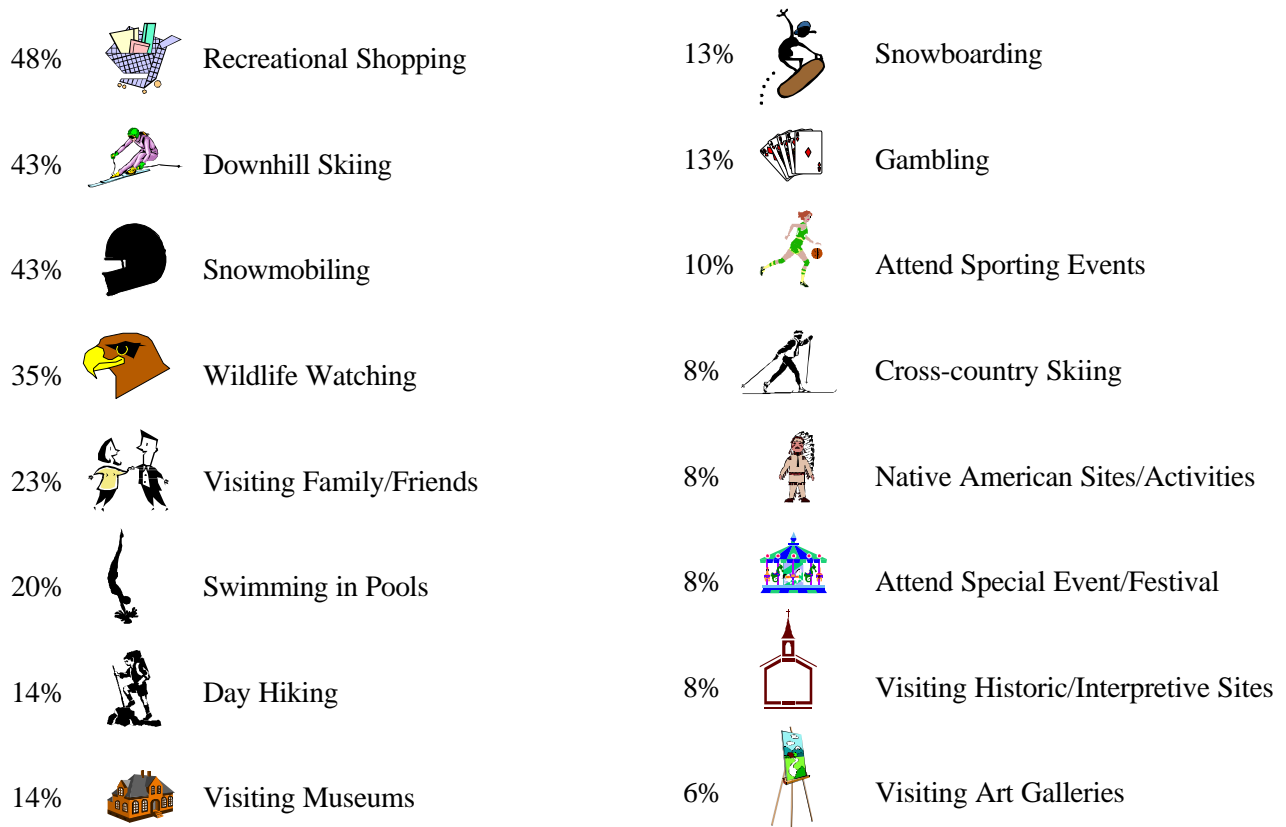 48% Recreational Shopping
43% Downhill Skiing
43% Snowmobiling
35% Wildlife Watching
23% Visiting Family/Friends
20% Swimming in Pools
14% Day Hiking
14% Visiting Museums
13% Snowboarding
13% Gambling
10% Attend Sporting Events
8% Cross-country Skiing
8% Native American Sites/Activities
8% Attend Special Event/Festival
8% Visiting Historic/Interpretive Sites
6% Visiting Art Galleries